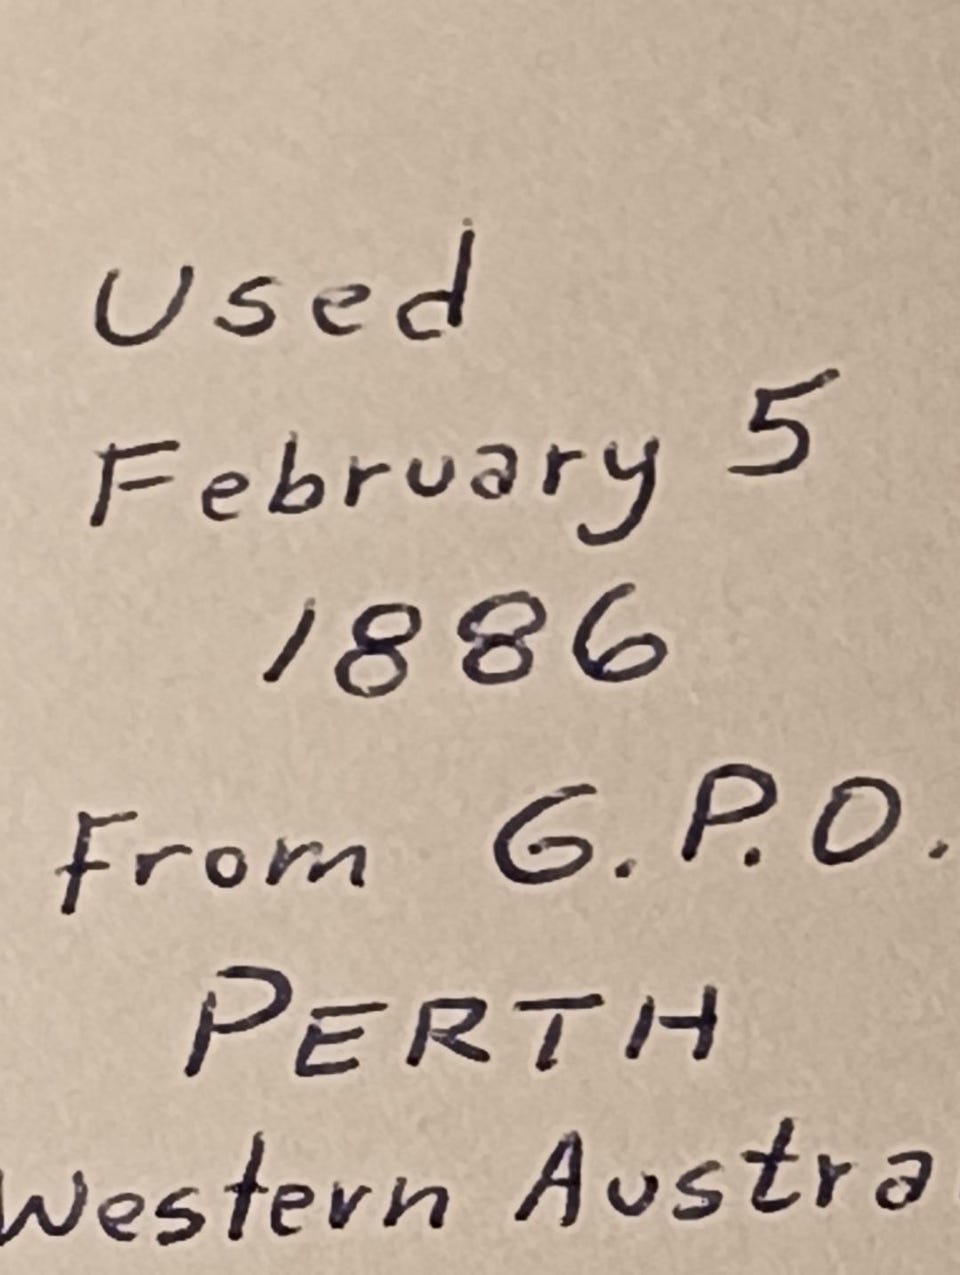 Used
February 5
1886
From G.P.O.
PERTH
Western Austra